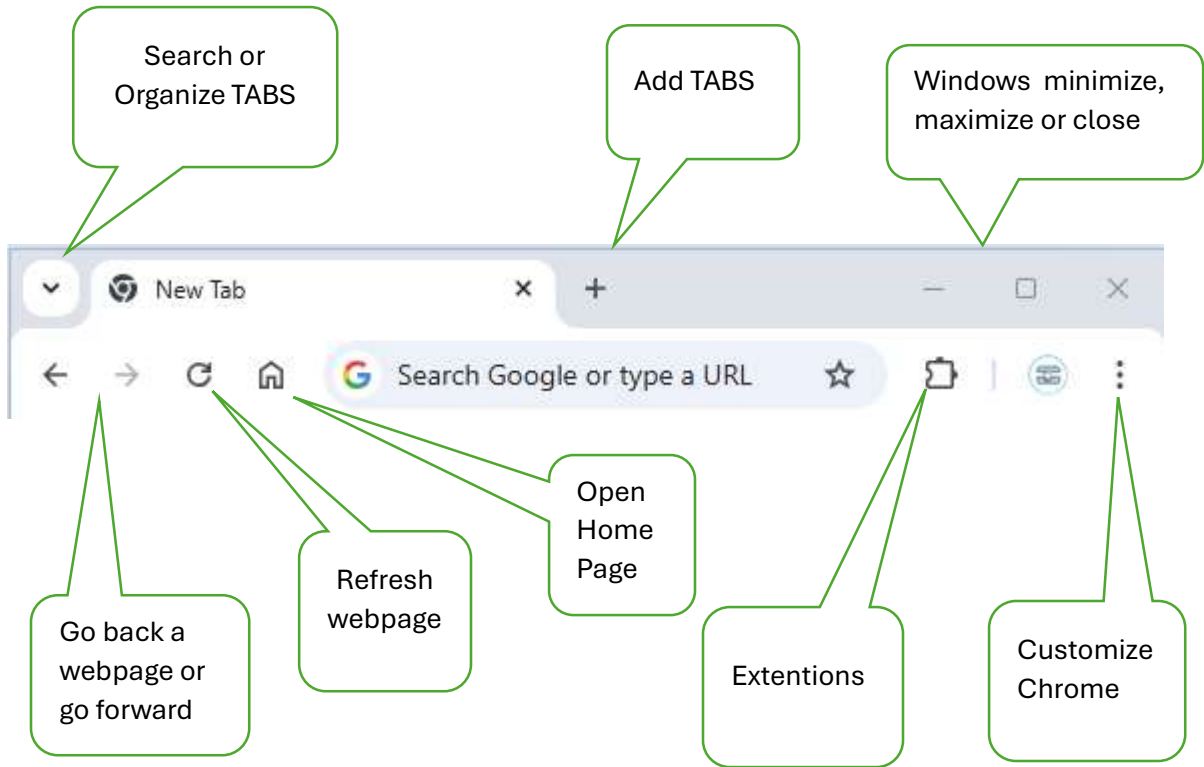 Search or
Organize TABS
Add TABS
Windows minimize,
maximize or close
New Tab
Search Google or type a URL
Open
Home
Page
Refresh
webpage
Go back a
webpage or
go forward
Extentions
Customize
Chrome